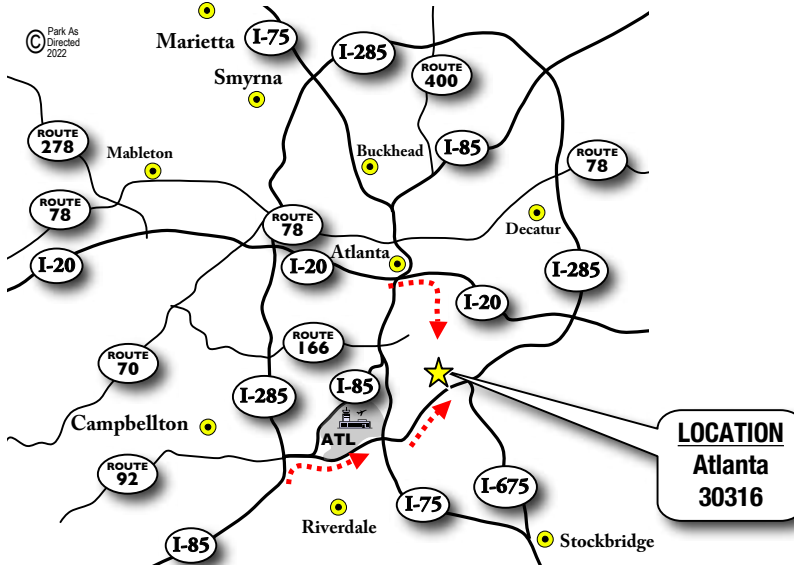 © Park As
Directed
2022
Marietta
I-75
I-285
Smyrna
ROUTE
400
ROUTE
278
Mableton
Buckhead
I-85
ROUTE
78
ROUTE
78
ROUTE
78
Decatur
I-20
I-20
Atlanta
I-285
I-20
ROUTE
166
ROUTE
70
I-285
I-85
Campbellton
ATL
LOCATION
Atlanta
30316
ROUTE
92
I-675
I-75
Riverdale
I-85
Stockbridge